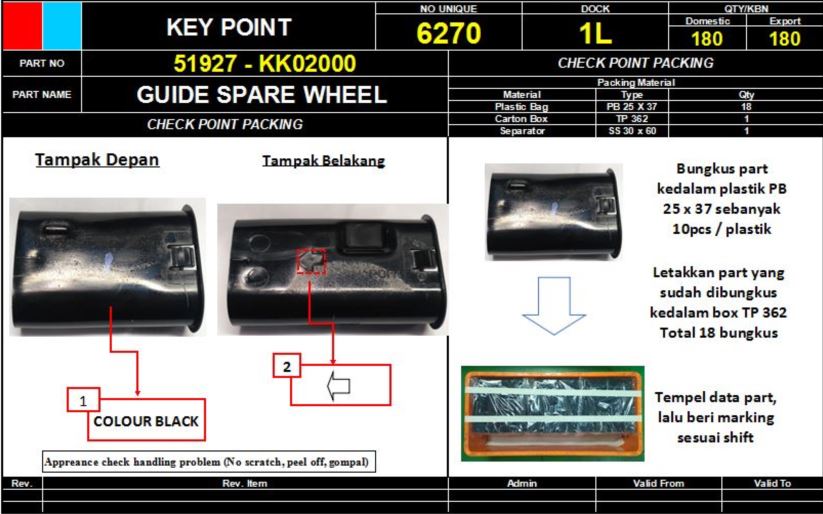 KEY POINT
NO UNIQUE
6270
DOCK
1L
QTY/KBN
Domestic
Export
180
180
PART NO
51927 - KK02000
PART NAME
GUIDE SPARE WHEEL
CHECK POINT PACKING
CHECK POINT PACKING
Packing Material
Material Type Qty
Plastic Bag PB 25 X 37 18
Carton Box TP 362 1
Separator SS 30 x 60 1
Tampak Depan
Tampak Belakang
1
COLOUR BLACK
2
Appreance check handling problem (No scratch, peel off, gompal)
Bungkus part
kedalam plastik PB
25 x 37 sebanyak
10pcs / plastik
Letakkan part yang
sudah dibungkus
kedalam box TP 362
Total 18 bungkus
Tempel data part,
lalu beri marking
sesuai shift
Rev. Rev. Item Admin Valid From Valid To